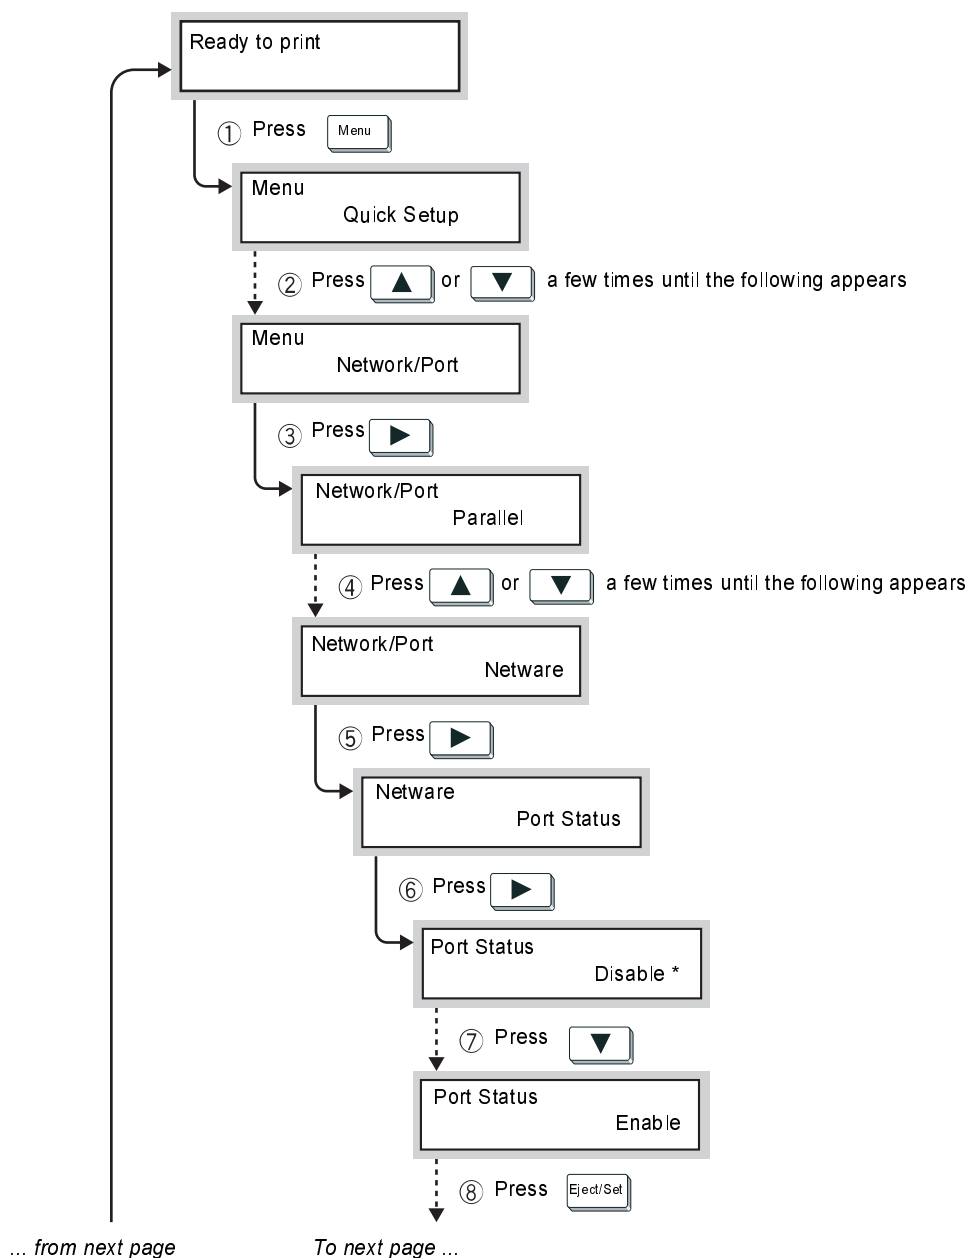 Ready to print
① Press Menu
Menu
Quick Setup
② Press ▲ or ▼ a few times until the following appears
Menu
Network/Port
③ Press ▶
Network/Port
Parallel
④ Press ▲ or ▼ a few times until the following appears
Network/Port
Netware
⑤ Press ▶
Netware
Port Status
⑥ Press ▶
Port Status
Disable *
⑦ Press ▼
Port Status
Enable
⑧ Press Eject/Set
... from next page
To next page ...